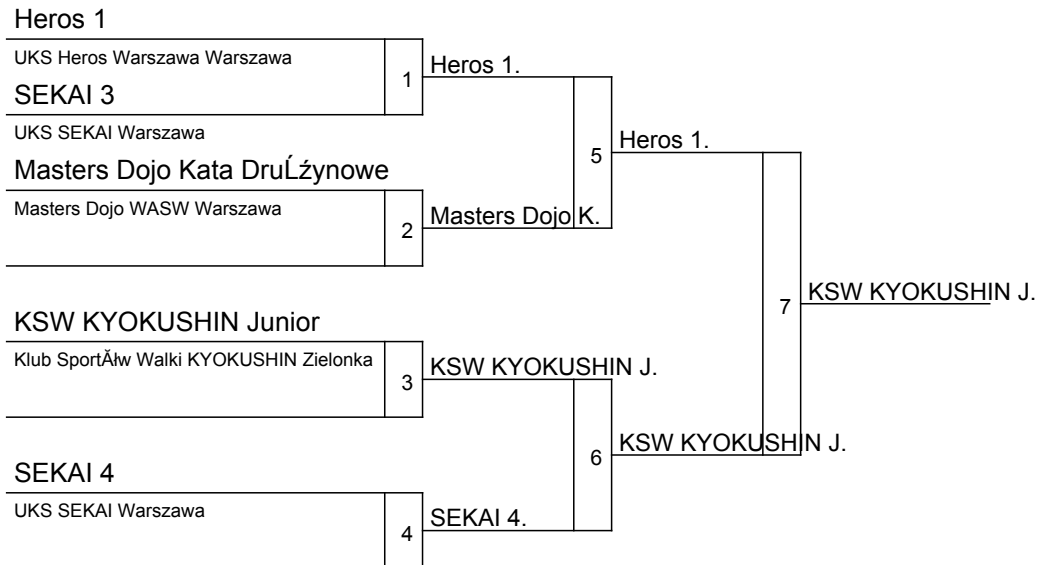 Heros 1
UKS Heros Warszawa Warszawa
1
Heros 1.
SEKAI 3
UKS SEKAI Warszawa
5
Heros 1.
Masters Dojo Kata DruĹźynowe
Masters Dojo WASW Warszawa
2
Masters Dojo K.
7
KSW KYOKUSHIN J.
KSW KYOKUSHIN Junior
Klub SportĂłw Walki KYOKUSHIN Zielonka
3
KSW KYOKUSHIN J.
6
KSW KYOKUSHIN J.
SEKAI 4
UKS SEKAI Warszawa
4
SEKAI 4.